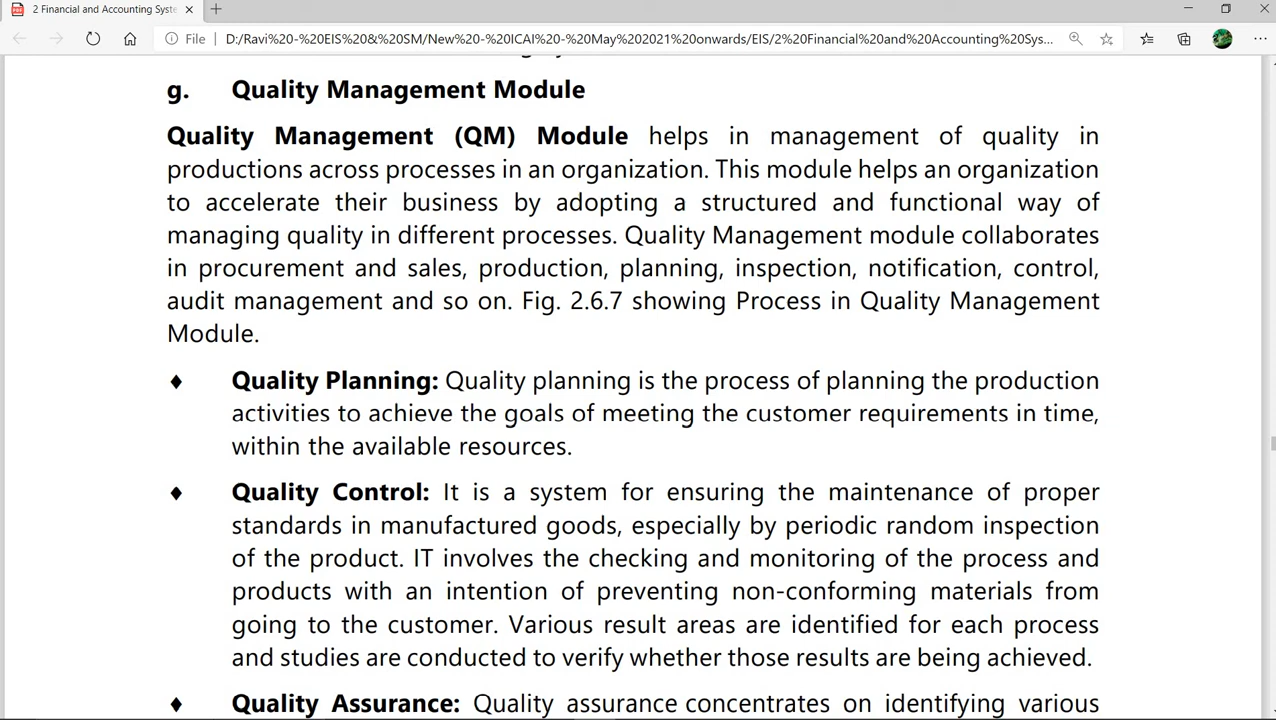 2 Financial and Accounting Syste
File D:/Ravi%20-%20EIS%20&%20SM/New%20-%20ICAI%20-%20May%202021%20onwards/EIS/2%20Financial%20and%20Accounting%20Sys...
g. Quality Management Module
Quality Management (QM) Module helps in management of quality in
productions across processes in an organization. This module helps an organization
to accelerate their business by adopting a structured and functional way of
managing quality in different processes. Quality Management module collaborates
in procurement and sales, production, planning, inspection, notification, control,
audit management and so on. Fig. 2.6.7 showing Process in Quality Management
Module.
♦ Quality Planning: Quality planning is the process of planning the production
activities to achieve the goals of meeting the customer requirements in time,
within the available resources.
♦ Quality Control: It is a system for ensuring the maintenance of proper
standards in manufactured goods, especially by periodic random inspection
of the product. IT involves the checking and monitoring of the process and
products with an intention of preventing non-conforming materials from
going to the customer. Various result areas are identified for each process
and studies are conducted to verify whether those results are being achieved.
♦ Quality Assurance: Quality assurance concentrates on identifying various